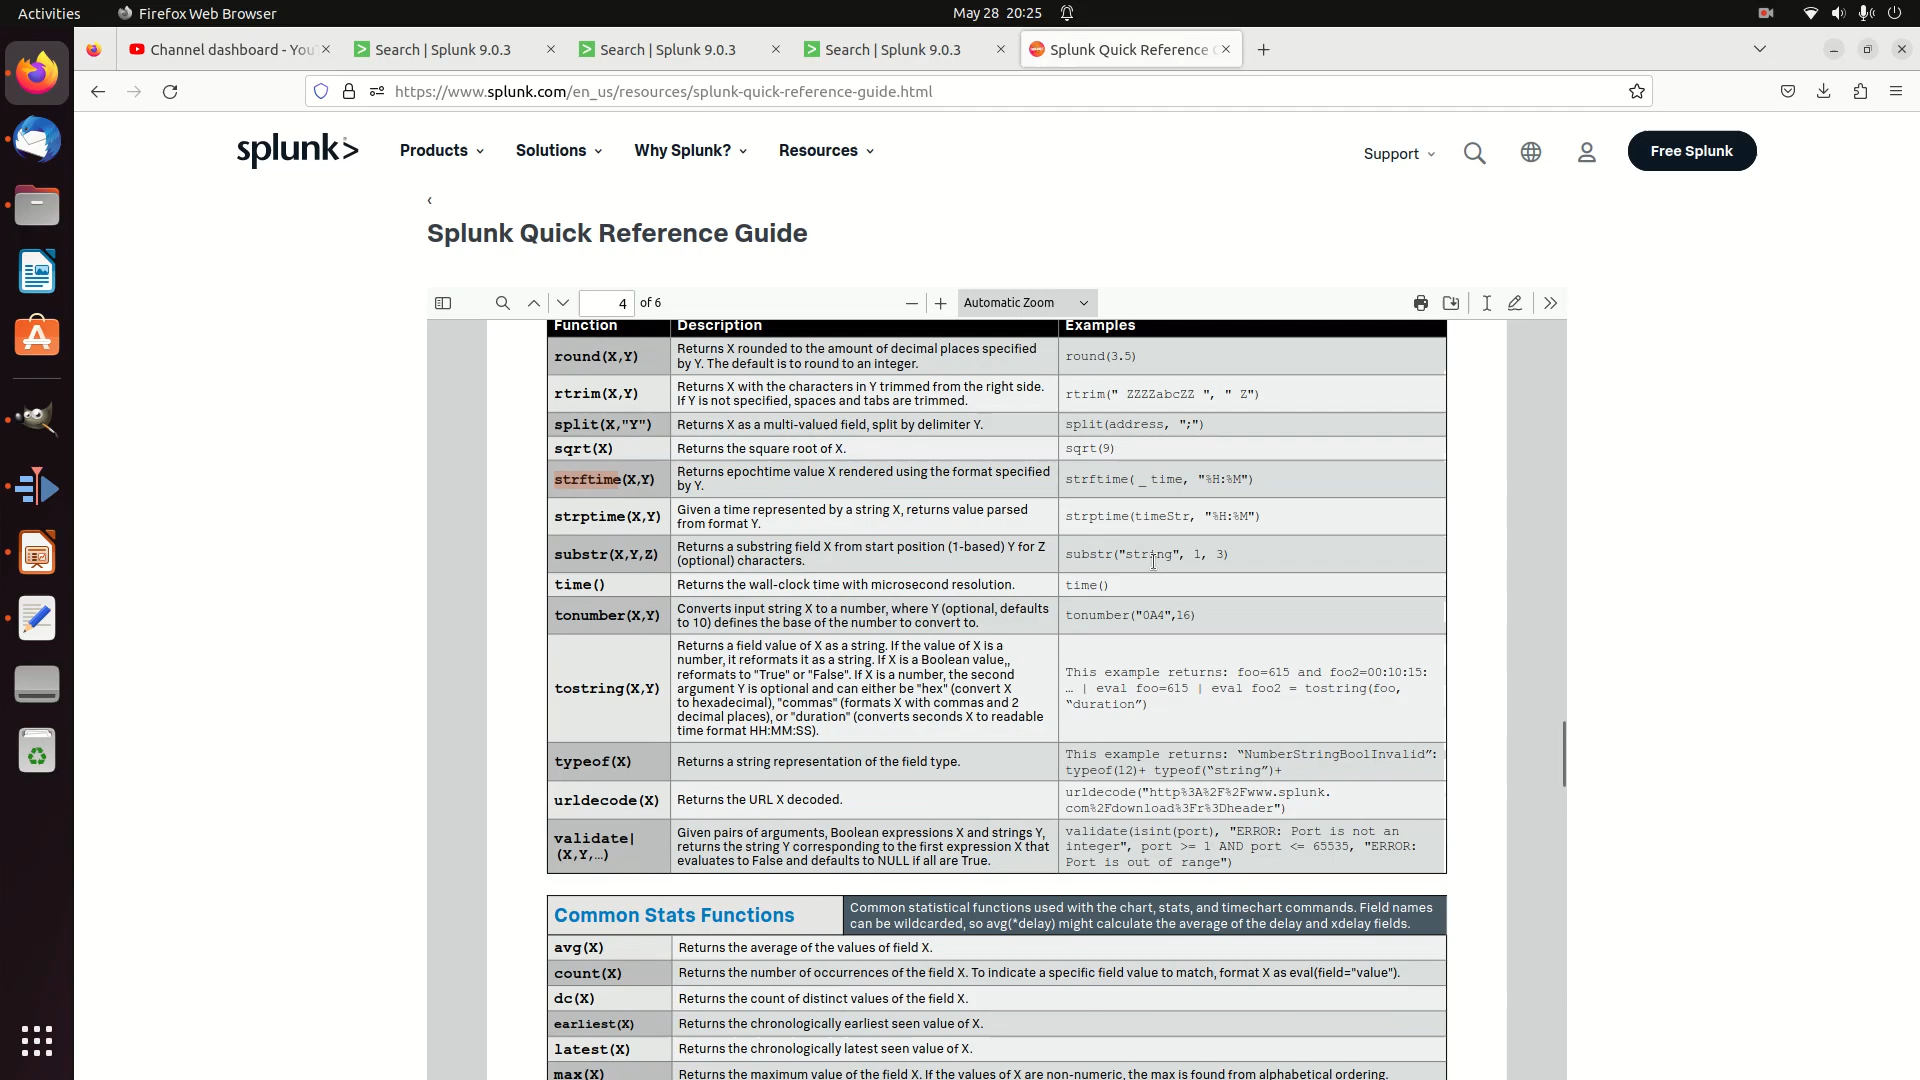 Activities
Firefox Web Browser
May 28 20:25
Channel dashboard - You
Search | Splunk 9.0.3
Search | Splunk 9.0.3
Search | Splunk 9.0.3
Splunk Quick Reference G
https://www.splunk.com/en_us/resources/splunk-quick-reference-guide.html
splunk>
Products
Solutions
Why Splunk?
Resources
Support
Free Splunk
‹
Splunk Quick Reference Guide
4 of 6
Automatic Zoom
Function Description Examples
round(X,Y)
Returns X rounded to the amount of decimal places specified
by Y. The default is to round to an integer.
round(3.5)
rtrim(X,Y)
Returns X with the characters in Y trimmed from the right side.
If Y is not specified, spaces and tabs are trimmed.
rtrim(" ZZZZabcZZ ", " Z")
split(X,"Y")
Returns X as a multi-valued field, split by delimiter Y.
split(address, ";")
sqrt(X)
Returns the square root of X.
sqrt(9)
strftime(X,Y)
Returns epochtime value X rendered using the format specified
by Y.
strftime( _ time, "%H:%M")
strptime(X,Y)
Given a time represented by a string X, returns value parsed
from format Y.
strptime(timeStr, "%H:%M")
substr(X,Y,Z)
Returns a substring field X from start position (1-based) Y for Z
(optional) characters.
substr("string", 1, 3)
time()
Returns the wall-clock time with microsecond resolution.
time()
tonumber(X,Y)
Converts input string X to a number, where Y (optional, defaults
to 10) defines the base of the number to convert to.
tonumber("0A4",16)
tostring(X,Y)
Returns a field value of X as a string. If the value of X is a
number, it reformats it as a string. If X is a Boolean value,,
reformats to "True" or "False". If X is a number, the second
argument Y is optional and can either be "hex" (convert X
to hexadecimal), "commas" (formats X with commas and 2
decimal places), or "duration" (converts seconds X to readable
time format HH:MM:SS).
This example returns: foo=615 and foo2=00:10:15:
… | eval foo=615 | eval foo2 = tostring(foo,
“duration”)
typeof(X)
Returns a string representation of the field type.
This example returns: “NumberStringBoolInvalid”:
typeof(12)+ typeof(“string”)+
urldecode(X)
Returns the URL X decoded.
urldecode("http%3A%2F%2Fwww.splunk.
com%2Fdownload%3Fr%3Dheader")
validate|
(X,Y,…)
Given pairs of arguments, Boolean expressions X and strings Y,
returns the string Y corresponding to the first expression X that
evaluates to False and defaults to NULL if all are True.
validate(isint(port), "ERROR: Port is not an
integer", port >= 1 AND port <= 65535, "ERROR:
Port is out of range")
Common Stats Functions
Common statistical functions used with the chart, stats, and timechart commands. Field names
can be wildcarded, so avg(*delay) might calculate the average of the delay and xdelay fields.
avg(X)
Returns the average of the values of field X.
count(X)
Returns the number of occurrences of the field X. To indicate a specific field value to match, format X as eval(field="value").
dc(X)
Returns the count of distinct values of the field X.
earliest(X)
Returns the chronologically earliest seen value of X.
latest(X)
Returns the chronologically latest seen value of X.
max(X)
Returns the maximum value of the field X. If the values of X are non-numeric, the max is found from alphabetical ordering.